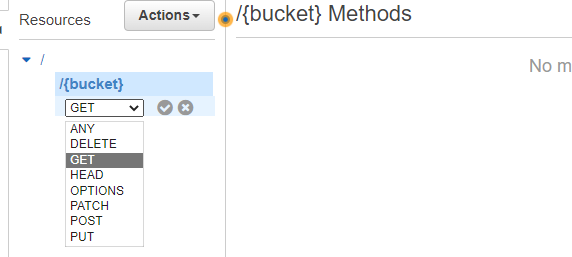 Resources
Actions
/{bucket} Methods
/
/{bucket}
No m
GET
ANY
DELETE
GET
HEAD
OPTIONS
PATCH
POST
PUT